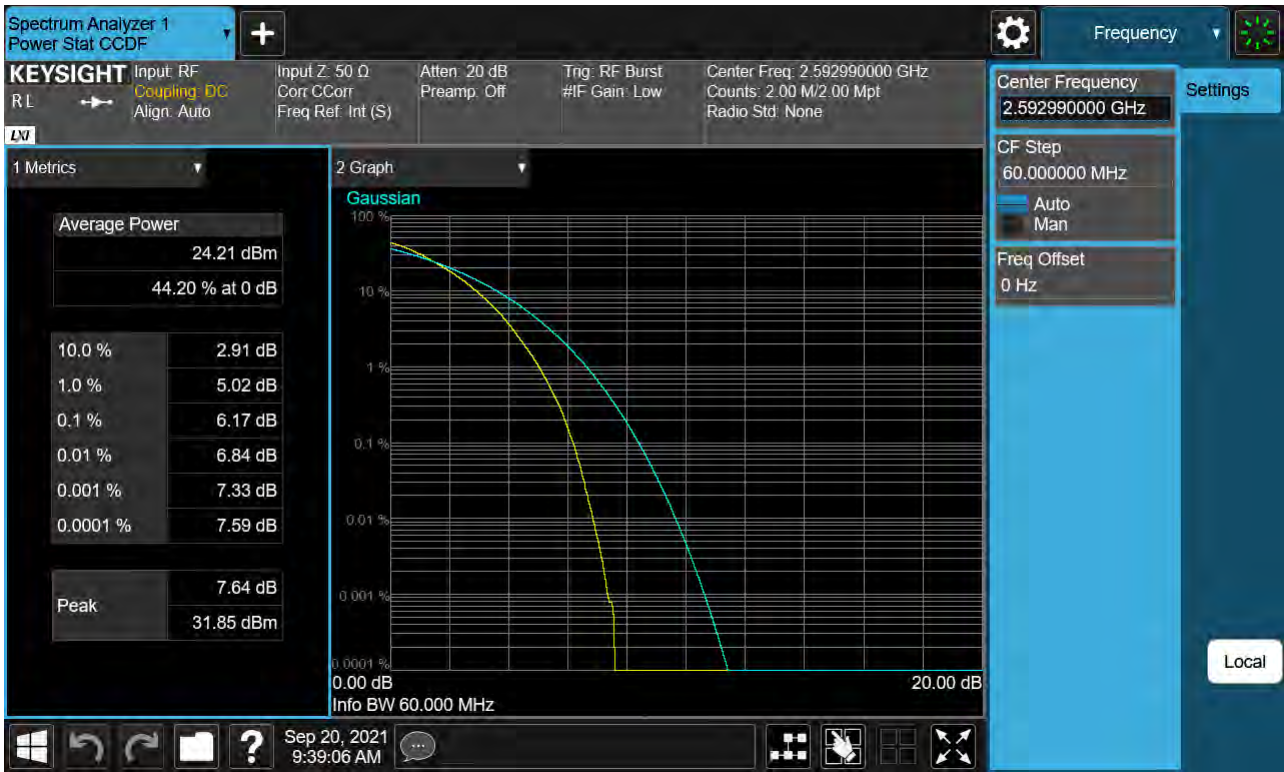 Spectrum Analyzer 1
Power Stat CCDF
+
Frequency
KEYSIGHT
RL
LXI
Input: RF
Coupling: DC
Align: Auto
Input Z: 50 Ω
Corr CCorr
Freq Ref: Int (S)
Atten: 20 dB
Preamp: Off
Trig: RF Burst
#IF Gain: Low
Center Freq: 2.592990000 GHz
Counts: 2.00 M/2.00 Mpt
Radio Std: None
Center Frequency
2.592990000 GHz
Settings
CF Step
60.000000 MHz
Auto
Man
Freq Offset
0 Hz
1 Metrics
Average Power
24.21 dBm
44.20 % at 0 dB
10.0 % 2.91 dB
1.0 % 5.02 dB
0.1 % 6.17 dB
0.01 % 6.84 dB
0.001 % 7.33 dB
0.0001 % 7.59 dB
Peak
7.64 dB
31.85 dBm
2 Graph
Gaussian
100 %
10 %
1 %
0.1 %
0.01 %
0.001 %
0.0001 %
0.00 dB 20.00 dB
Info BW 60.000 MHz
Local
?
Sep 20, 2021
9:39:06 AM